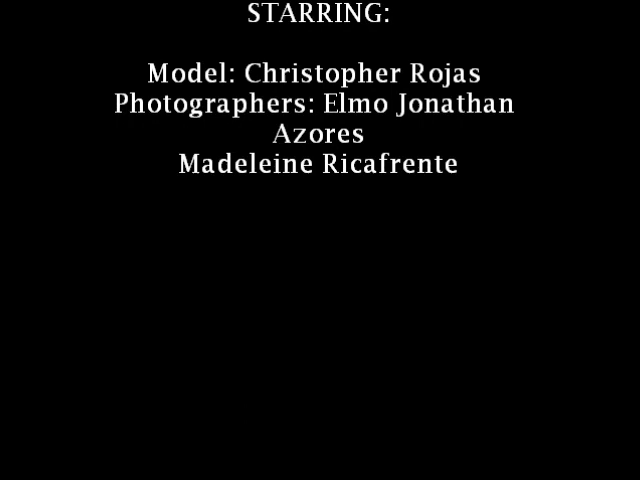 STARRING:
Model: Christopher Rojas
Photographers: Elmo Jonathan
Azores
Madeleine Ricafrente